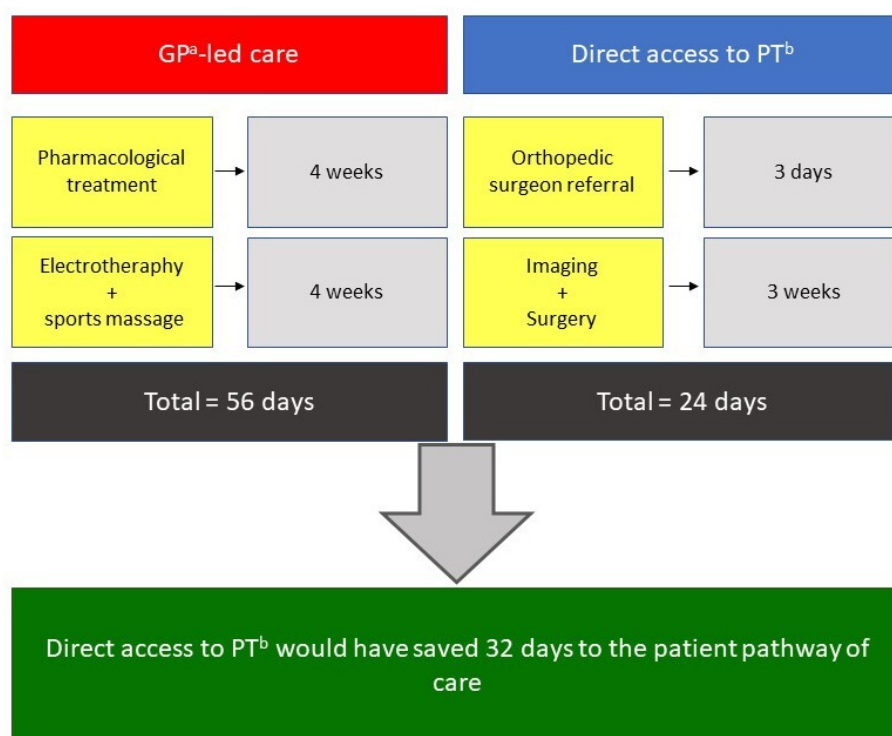 GPª-led care
Direct access to PTᵇ
Pharmacological
treatment
4 weeks
Orthopedic
surgeon referral
3 days
Electrotheraphy
+
sports massage
4 weeks
Imaging
+
Surgery
3 weeks
Total = 56 days
Total = 24 days
Direct access to PTᵇ would have saved 32 days to the patient pathway of
care